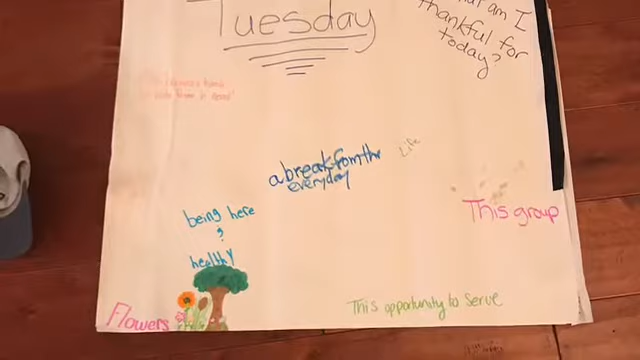 Tuesday
am I
thankful for
today?
a break from the
everyday
Life
being here
&
healthy
This group
This opportunity to serve
Flowers